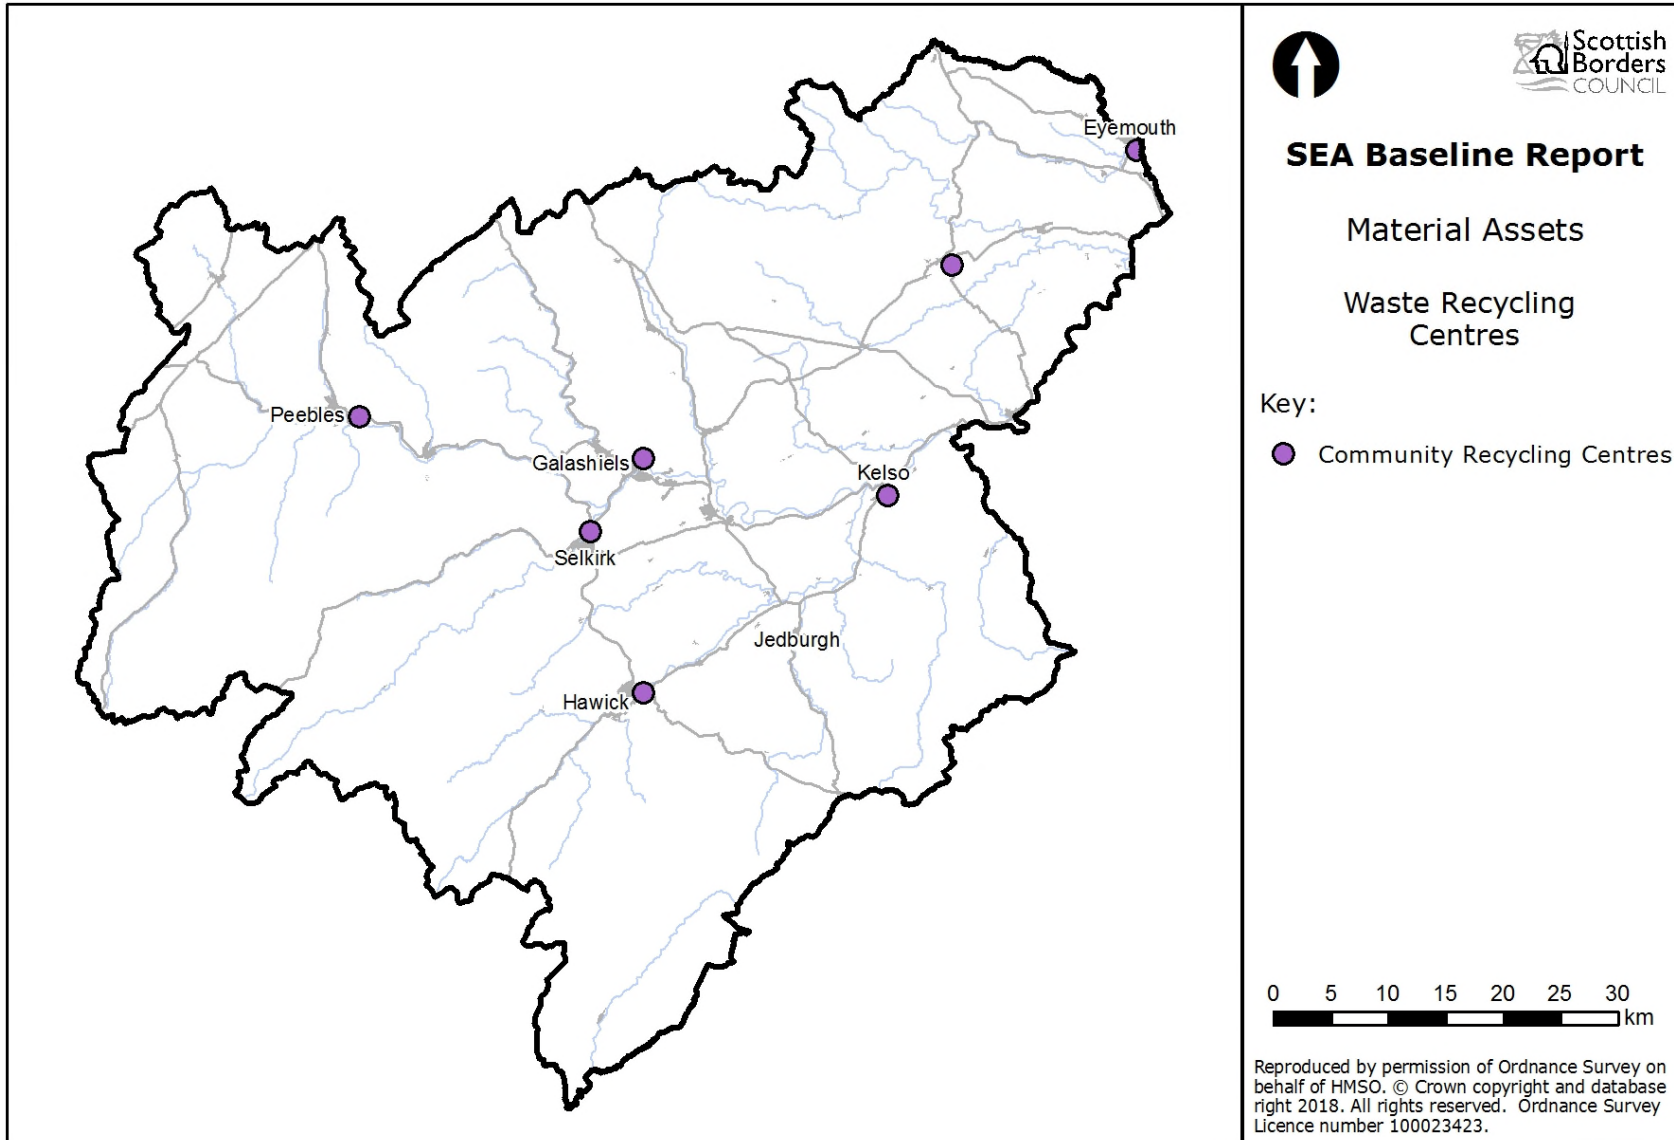 Eyemouth
Peebles
Galashiels
Kelso
Selkirk
Jedburgh
Hawick
Scottish
Borders
COUNCIL
SEA Baseline Report
Material Assets
Waste Recycling
Centres
Key:
Community Recycling Centres
0 5 10 15 20 25 30
km
Reproduced by permission of Ordnance Survey on
behalf of HMSO. © Crown copyright and database
right 2018. All rights reserved. Ordnance Survey
Licence number 100023423.